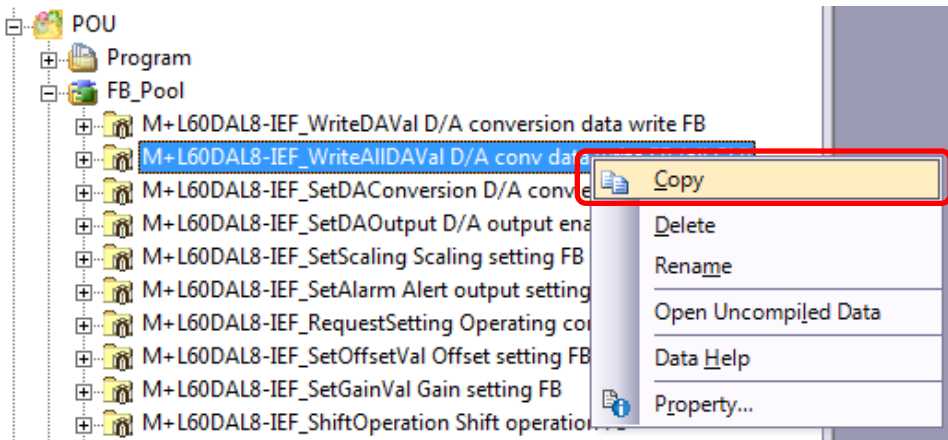 POU
Program
FB_Pool
M+L60DAL8-IEF_WriteDAVal D/A conversion data write FB
M+L60DAL8-IEF_WriteAllDAVal D/A conv data
Copy
M+L60DAL8-IEF_SetDAConversion D/A conve
M+L60DAL8-IEF_SetDAOutput D/A output ena
Delete
M+L60DAL8-IEF_SetScaling Scaling setting FB
Rename
M+L60DAL8-IEF_SetAlarm Alert output setting
Open Uncompiled Data
M+L60DAL8-IEF_RequestSetting Operating co
M+L60DAL8-IEF_SetOffsetVal Offset setting FB
Data Help
M+L60DAL8-IEF_SetGainVal Gain setting FB
Property...
M+L60DAL8-IEF_ShiftOperation Shift operation